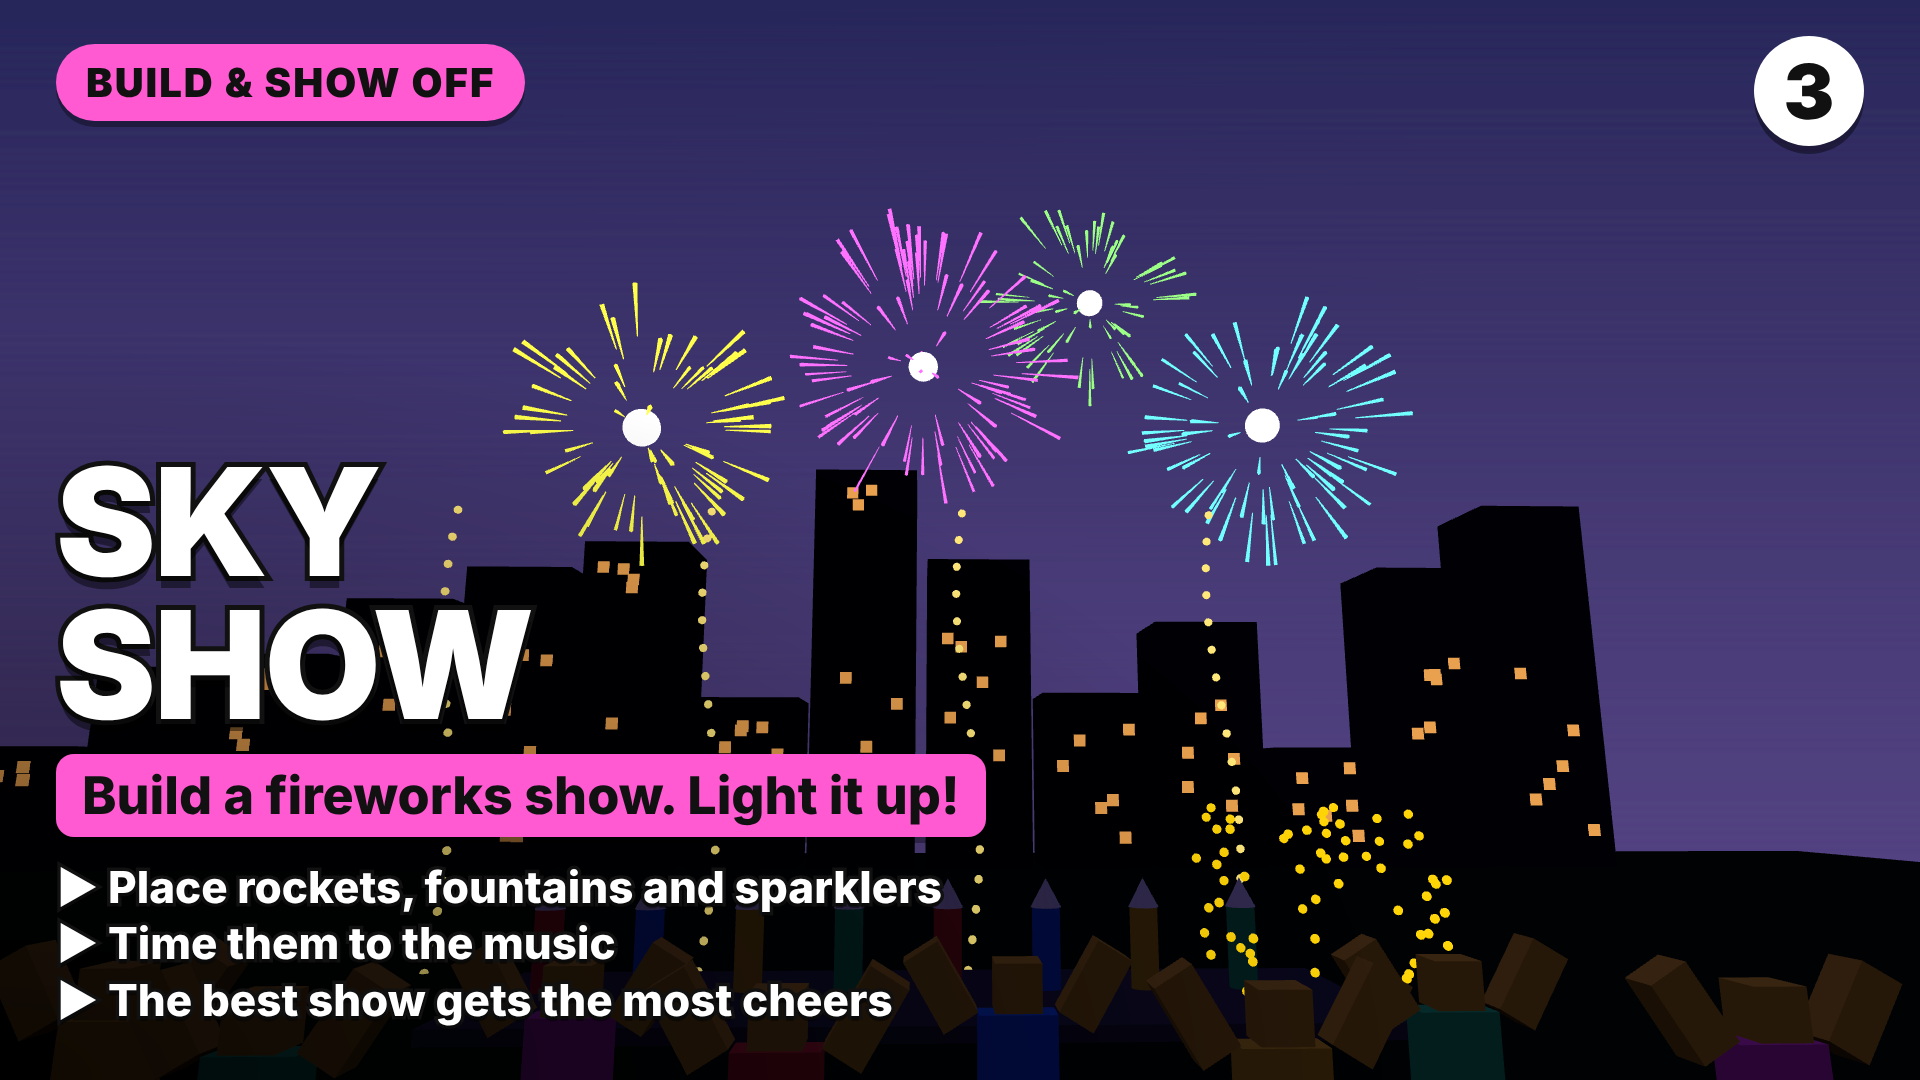 BUILD & SHOW OFF
3
SKY
SHOW
Build a fireworks show. Light it up!
▶ Place rockets, fountains and sparklers
▶ Time them to the music
▶ The best show gets the most cheers